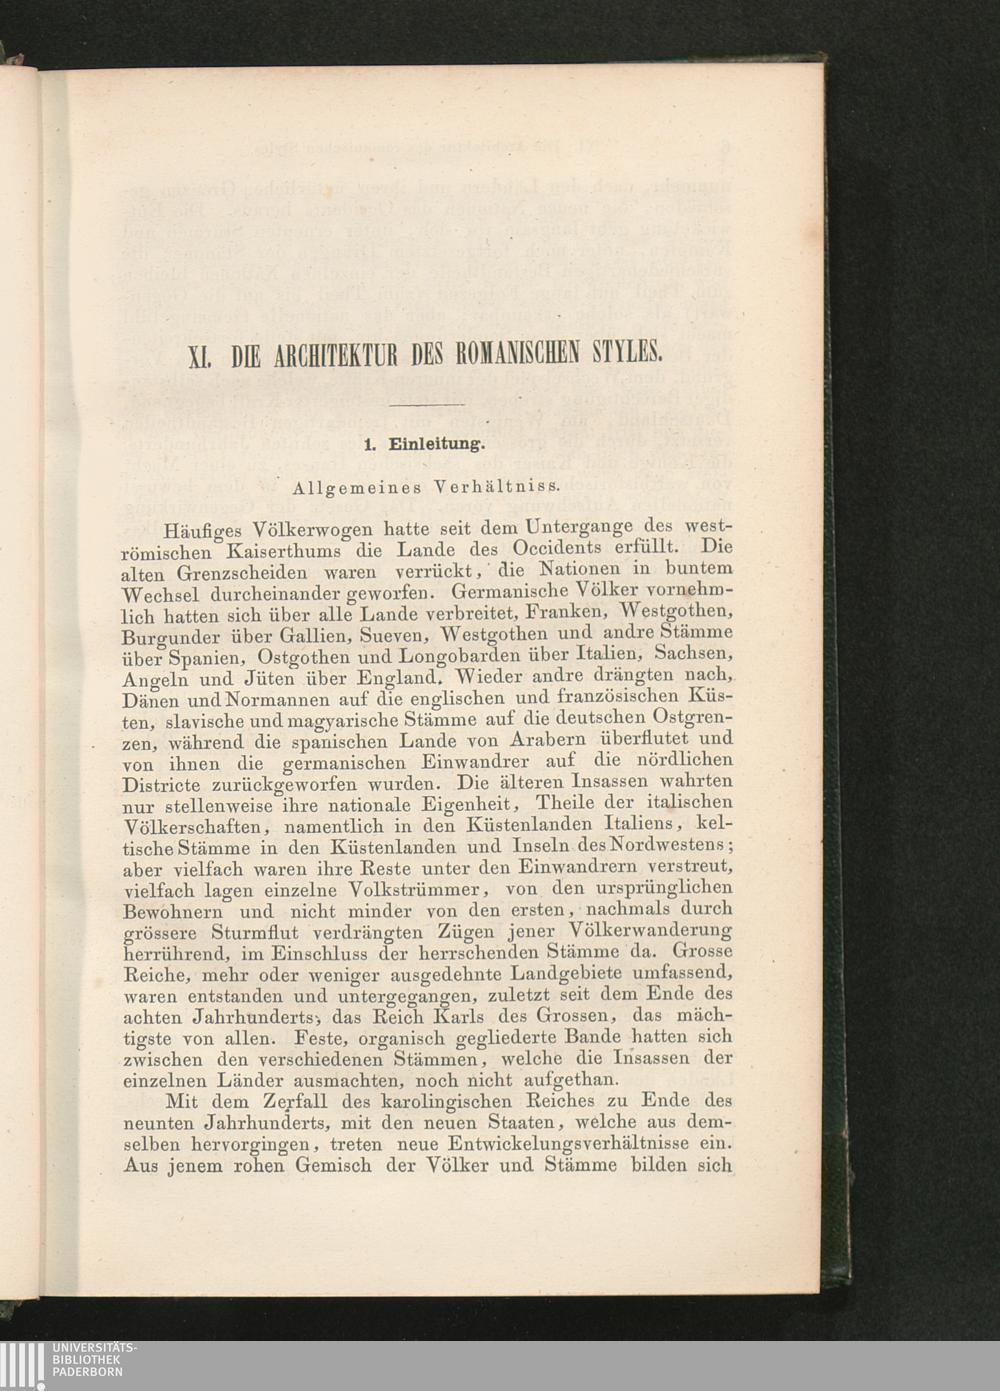 XI. DIE ARCHITEKTUR DES ROMANISCHEN STYLES.
1. Einleitung.
Allgemeines Verhältniss.
Häufiges Völkerwogen hatte seit dem Untergange des west-
römischen Kaiserthums die Lande des Occidents erfüllt. Die
alten Grenzscheiden waren verrückt, die Nationen in buntem
Wechsel durcheinander geworfen. Germanische Völker vornehm-
lich hatten sich über alle Lande verbreitet, Franken, Westgothen,
Burgunder über Gallien, Sueven, Westgothen und andre Stämme
über Spanien, Ostgothen und Longobarden über Italien, Sachsen,
Angeln und Jüten über England. Wieder andre drängten nach,
Dänen und Normannen auf die englischen und französischen Küs-
ten, slavische und magyarische Stämme auf die deutschen Ostgren-
zen, während die spanischen Lande von Arabern überflutet und
von ihnen die germanischen Einwandrer auf die nördlichen
Districte zurückgeworfen wurden. Die älteren Insassen wahrten
nur stellenweise ihre nationale Eigenheit, Theile der italischen
Völkerschaften, namentlich in den Küstenlanden Italiens, kel-
tische Stämme in den Küstenlanden und Inseln des Nordwestens;
aber vielfach waren ihre Reste unter den Einwandrern verstreut,
vielfach lagen einzelne Volkstrümmer, von den ursprünglichen
Bewohnern und nicht minder von den ersten, nachmals durch
grössere Sturmflut verdrängten Zügen jener Völkerwanderung
herrührend, im Einschluss der herrschenden Stämme da. Grosse
Reiche, mehr oder weniger ausgedehnte Landgebiete umfassend,
waren entstanden und untergegangen, zuletzt seit dem Ende des
achten Jahrhunderts, das Reich Karls des Grossen, das mäch-
tigste von allen. Feste, organisch gegliederte Bande hatten sich
zwischen den verschiedenen Stämmen, welche die Insassen der
einzelnen Länder ausmachten, noch nicht aufgethan.
Mit dem Zerfall des karolingischen Reiches zu Ende des
neunten Jahrhunderts, mit den neuen Staaten, welche aus dem-
selben hervorgingen, treten neue Entwickelungsverhältnisse ein.
Aus jenem rohen Gemisch der Völker und Stämme bilden sich
UNIVERSITÄTS-
BIBLIOTHEK
PADERBORN